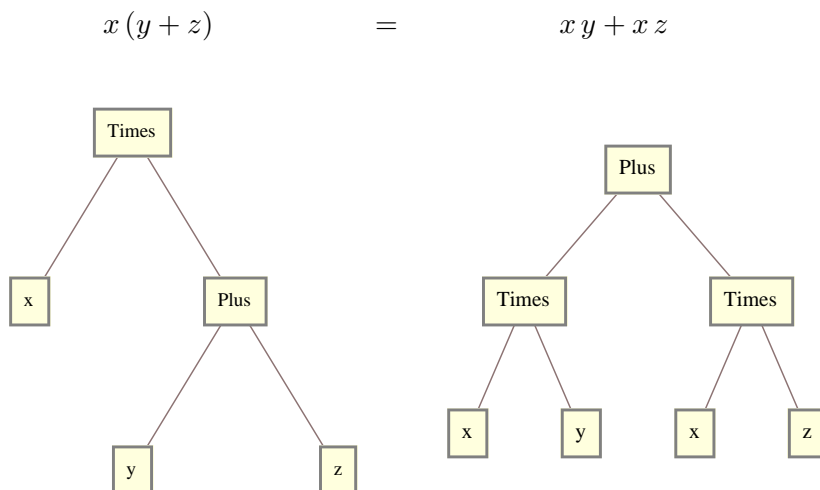 x (y + z) = x y + x z
Times
Plus
x Plus Times Times
x y x z
y z